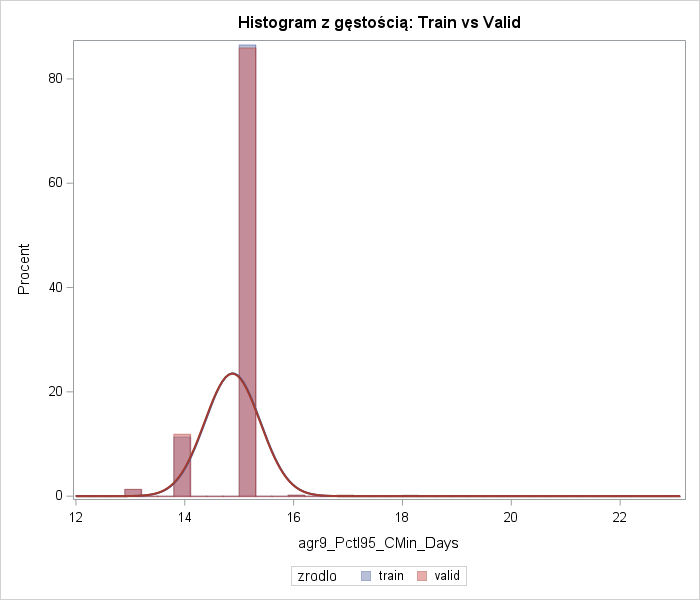 Histogram z gęstością: Train vs Valid
80
60
40
20
0
Procent
12 14 16 18 20 22
agr9_Pctl95_CMin_Days
zrodlo train valid